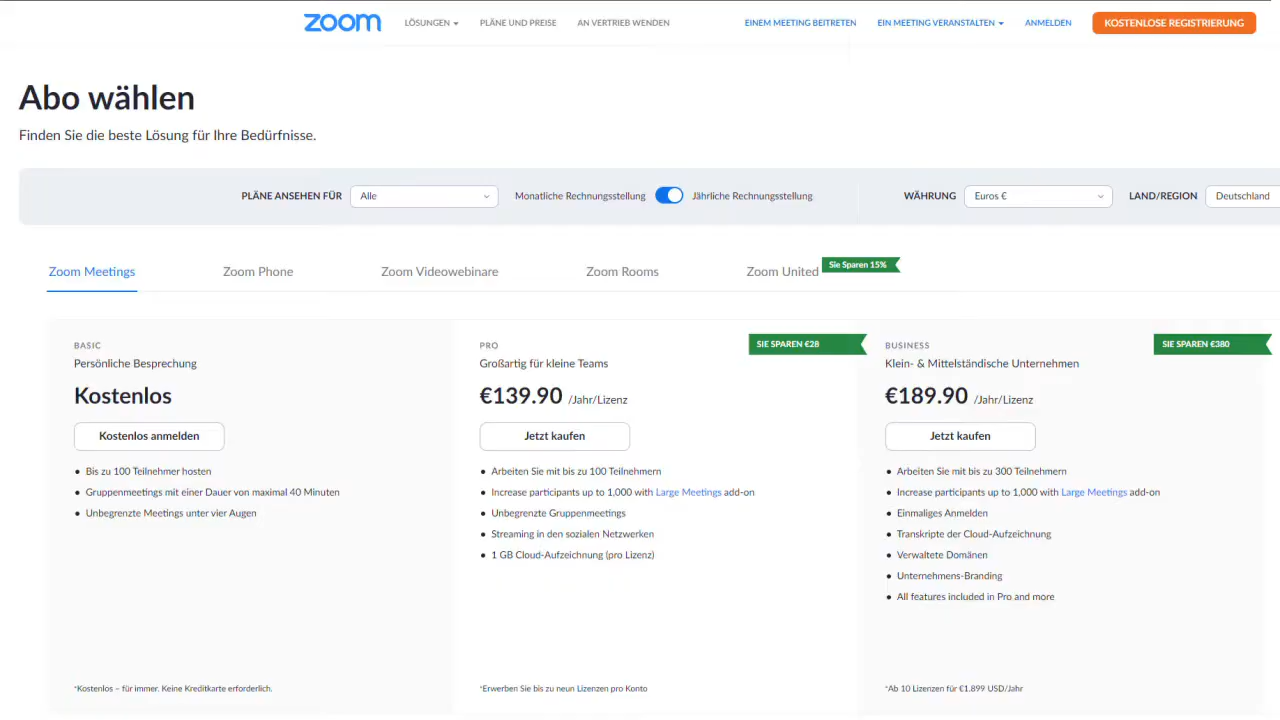 zoom LÖSUNGEN PLÄNE UND PREISE AN VERTRIEB WENDEN EINEM MEETING BEITRETEN EIN MEETING VERANSTALTEN ANMELDEN KOSTENLOSE REGISTRIERUNG
Abo wählen
Finden Sie die beste Lösung für Ihre Bedürfnisse.
PLÄNE ANSEHEN FÜR Alle Monatliche Rechnungsstellung Jährliche Rechnungsstellung WÄHRUNG Euros € LAND/REGION Deutschland
Zoom Meetings Zoom Phone Zoom Videowebinare Zoom Rooms Zoom United Sie Sparen 15%
BASIC
Persönliche Besprechung
Kostenlos
Kostenlos anmelden
• Bis zu 100 Teilnehmer hosten
• Gruppenmeetings mit einer Dauer von maximal 40 Minuten
• Unbegrenzte Meetings unter vier Augen
*Kostenlos – für immer. Keine Kreditkarte erforderlich.
PRO
SIE SPAREN €28
Großartig für kleine Teams
€139.90 /Jahr/Lizenz
Jetzt kaufen
• Arbeiten Sie mit bis zu 100 Teilnehmern
• Increase participants up to 1,000 with Large Meetings add-on
• Unbegrenzte Gruppenmeetings
• Streaming in den sozialen Netzwerken
• 1 GB Cloud-Aufzeichnung (pro Lizenz)
*Erwerben Sie bis zu neun Lizenzen pro Konto
BUSINESS
SIE SPAREN €380
Klein- & Mittelständische Unternehmen
€189.90 /Jahr/Lizenz
Jetzt kaufen
• Arbeiten Sie mit bis zu 300 Teilnehmern
• Increase participants up to 1,000 with Large Meetings add-on
• Einmaliges Anmelden
• Transkripte der Cloud-Aufzeichnung
• Verwaltete Domänen
• Unternehmens-Branding
• All features included in Pro and more
*Ab 10 Lizenzen für €1.899 USD/Jahr